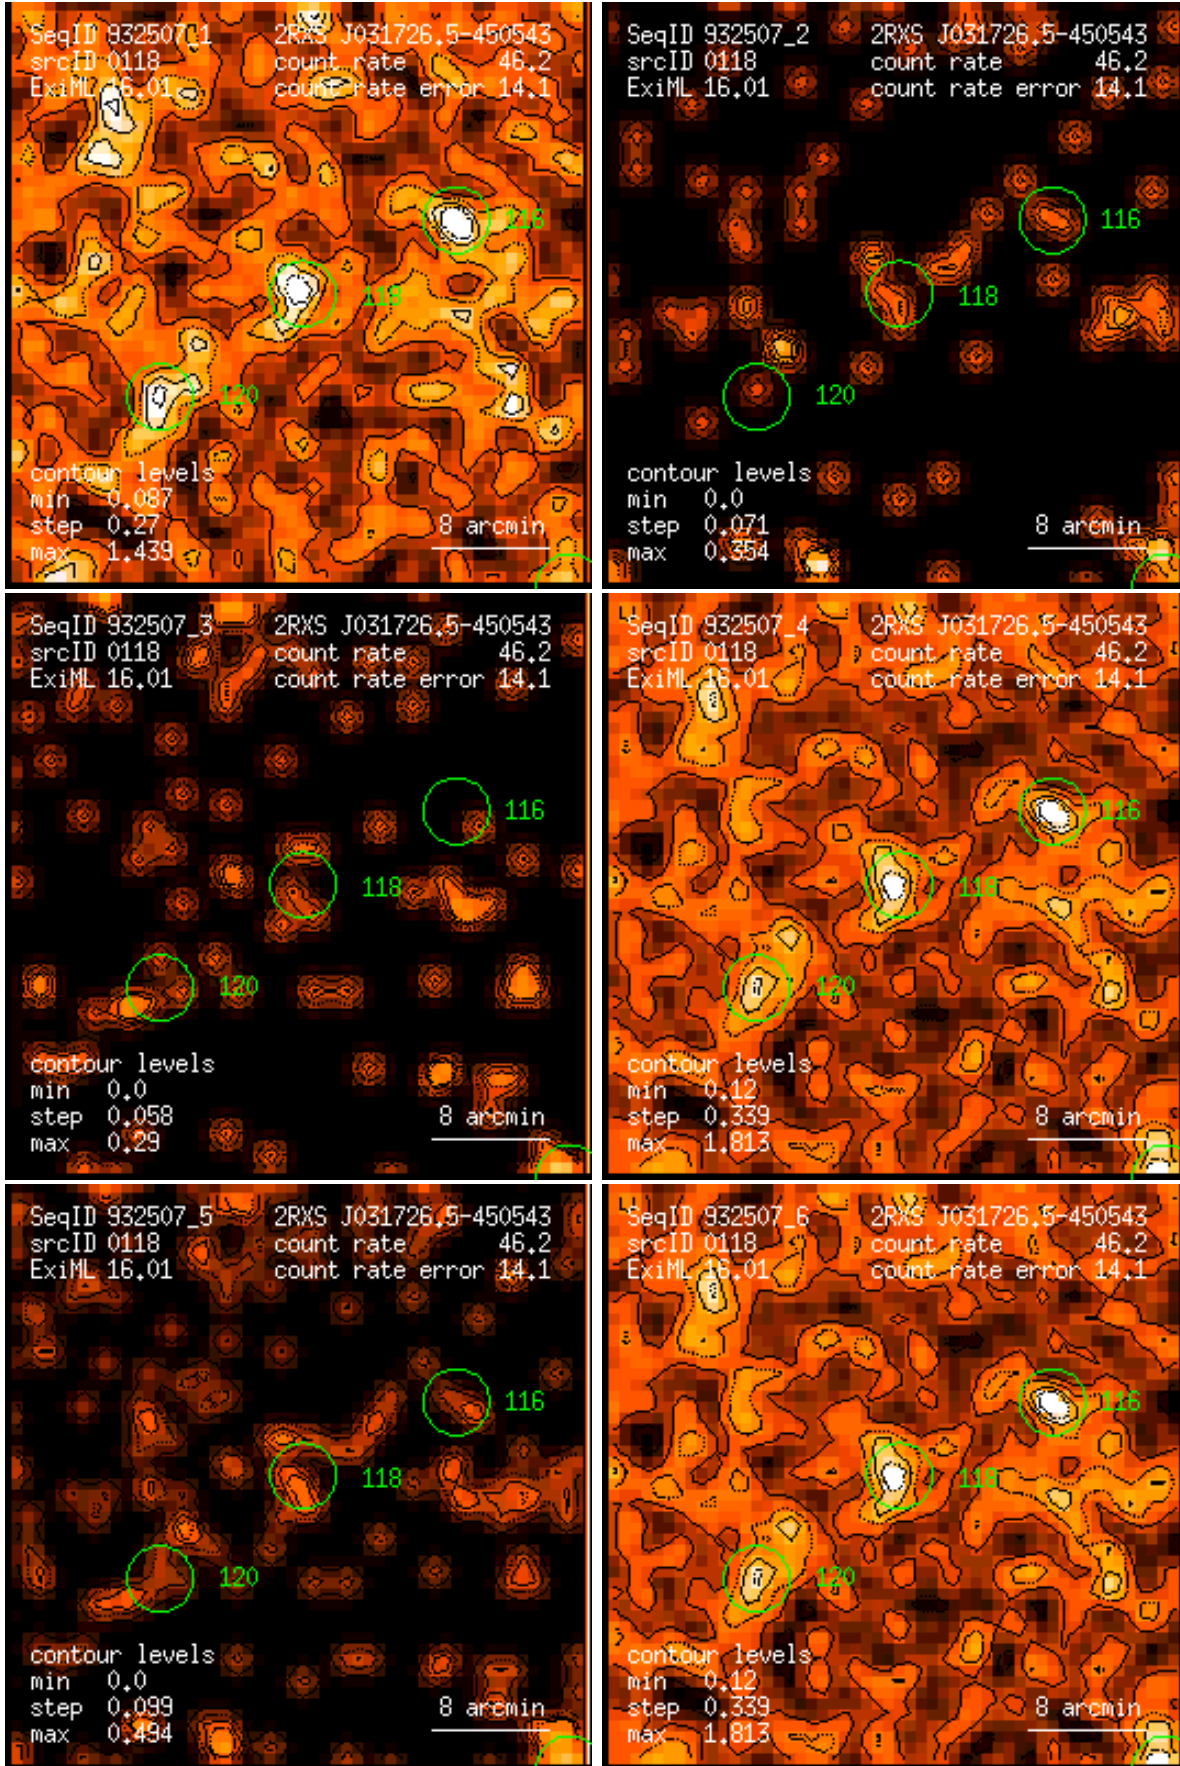 SeqID 932507_1 2RXS J031726.5-450543
srcID 0118 count rate 46.2
ExiML 16.01 count rate error 14.1
116
118
120
contour levels
min 0.087
step 0.27 8 arcmin
max 1.439
SeqID 932507_2 2RXS J031726.5-450543
srcID 0118 count rate 46.2
ExiML 16.01 count rate error 14.1
116
118
120
contour levels
min 0.0
step 0.071 8 arcmin
max 0.354
SeqID 932507_3 2RXS J031726.5-450543
srcID 0118 count rate 46.2
ExiML 16.01 count rate error 14.1
116
118
120
contour levels
min 0.0
step 0.058 8 arcmin
max 0.29
SeqID 932507_4 2RXS J031726.5-450543
srcID 0118 count rate 46.2
ExiML 16.01 count rate error 14.1
116
118
120
contour levels
min 0.12
step 0.339 8 arcmin
max 1.813
SeqID 932507_5 2RXS J031726.5-450543
srcID 0118 count rate 46.2
ExiML 16.01 count rate error 14.1
116
118
120
contour levels
min 0.0
step 0.099 8 arcmin
max 0.494
SeqID 932507_6 2RXS J031726.5-450543
srcID 0118 count rate 46.2
ExiML 16.01 count rate error 14.1
116
118
120
contour levels
min 0.12
step 0.339 8 arcmin
max 1.813